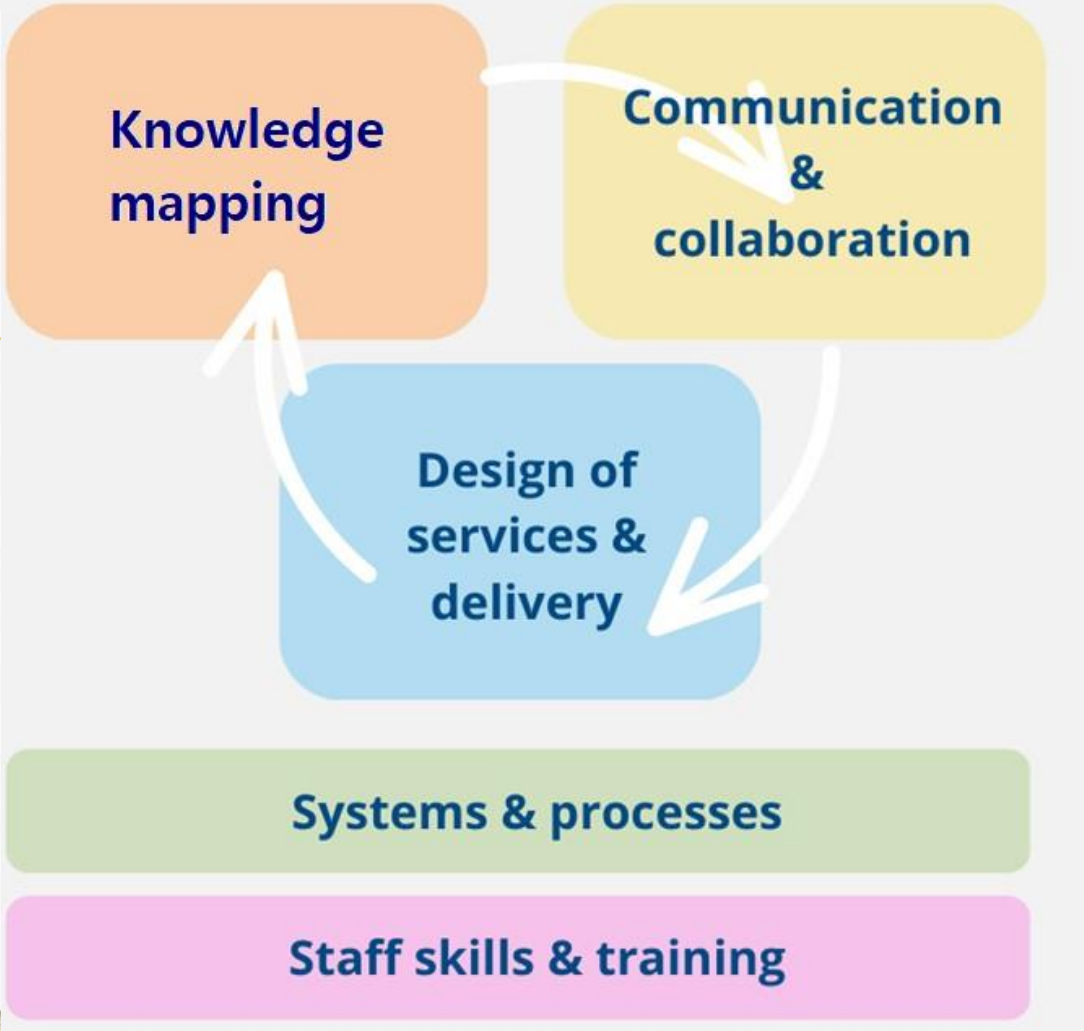 Knowledge
mapping
Communication
&
collaboration
Design of
services &
delivery
Systems & processes
Staff skills & training